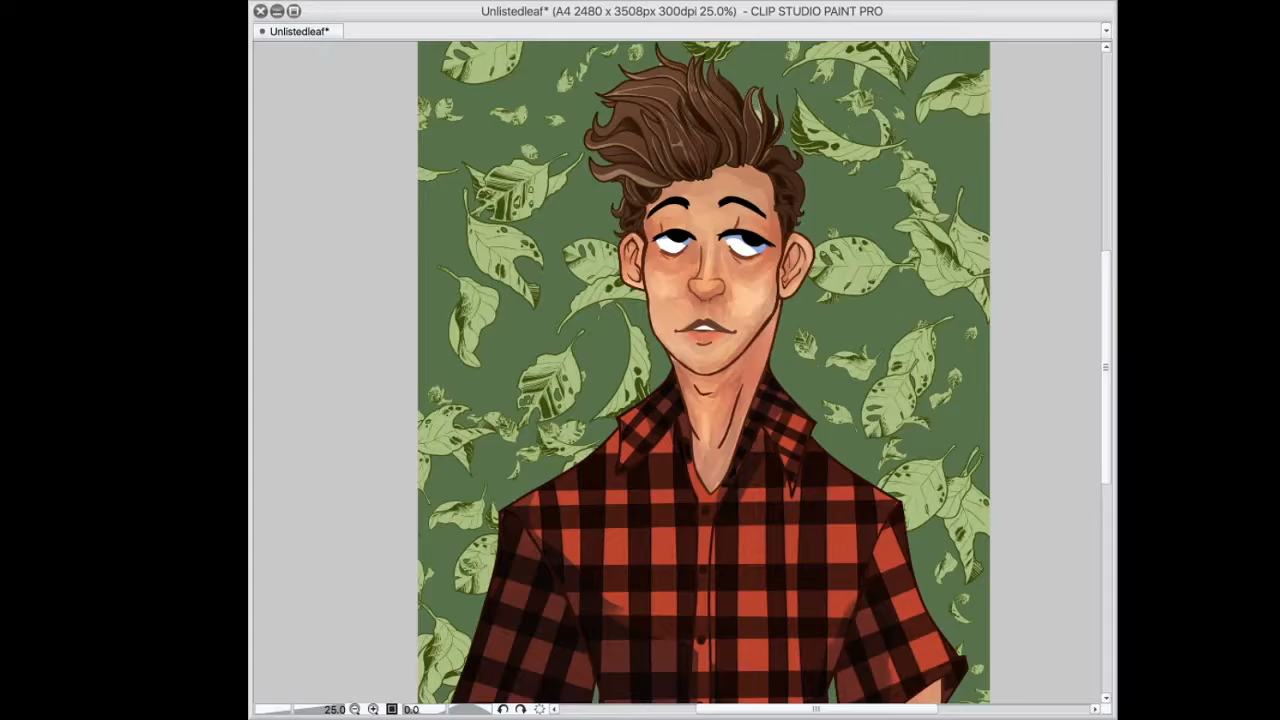 Unlistedleaf* (A4 2480 x 3508px 300dpi 25.0%) - CLIP STUDIO PAINT PRO
Unlistedleaf*
25.0
0.0